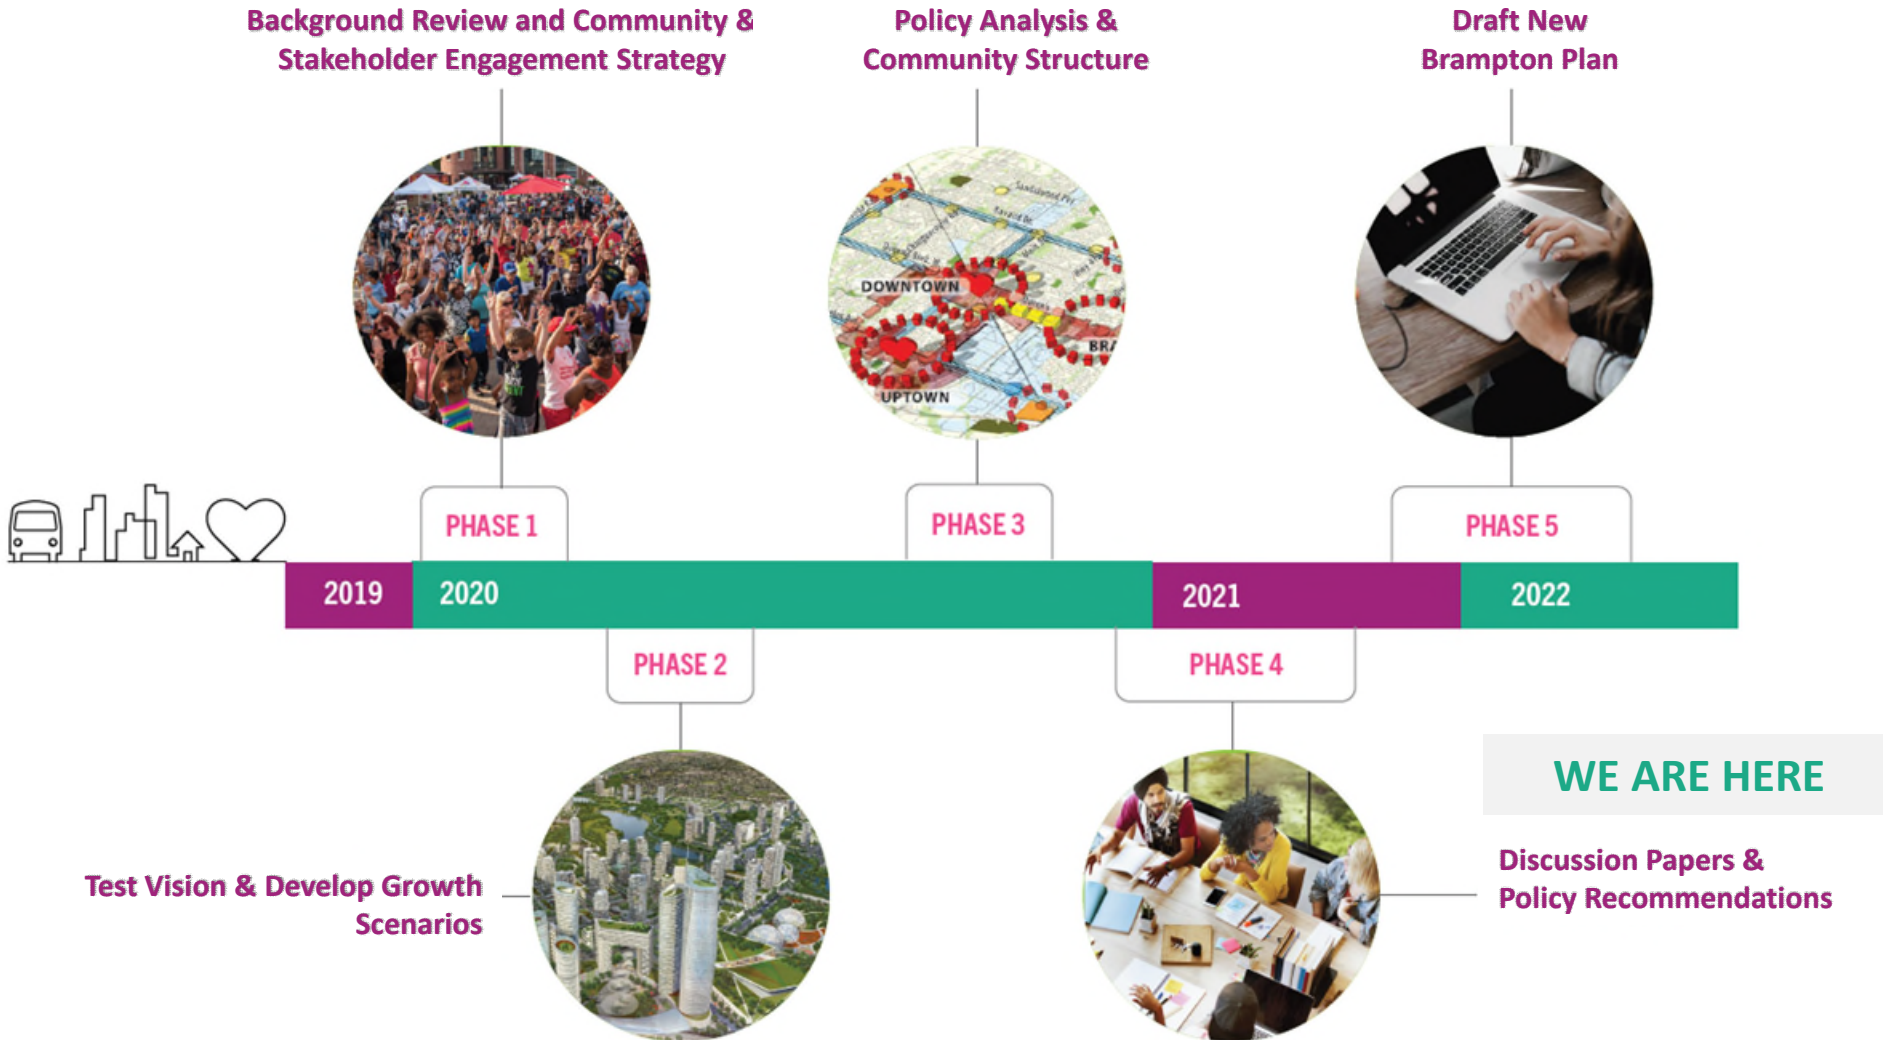 Background Review and Community &
Stakeholder Engagement Strategy
Policy Analysis &
Community Structure
Draft New
Brampton Plan
DOWNTOWN
BRA
UPTOWN
PHASE 1
PHASE 3
PHASE 5
2019
2020
2021
2022
PHASE 2
PHASE 4
WE ARE HERE
Test Vision & Develop Growth
Scenarios
Discussion Papers &
Policy Recommendations